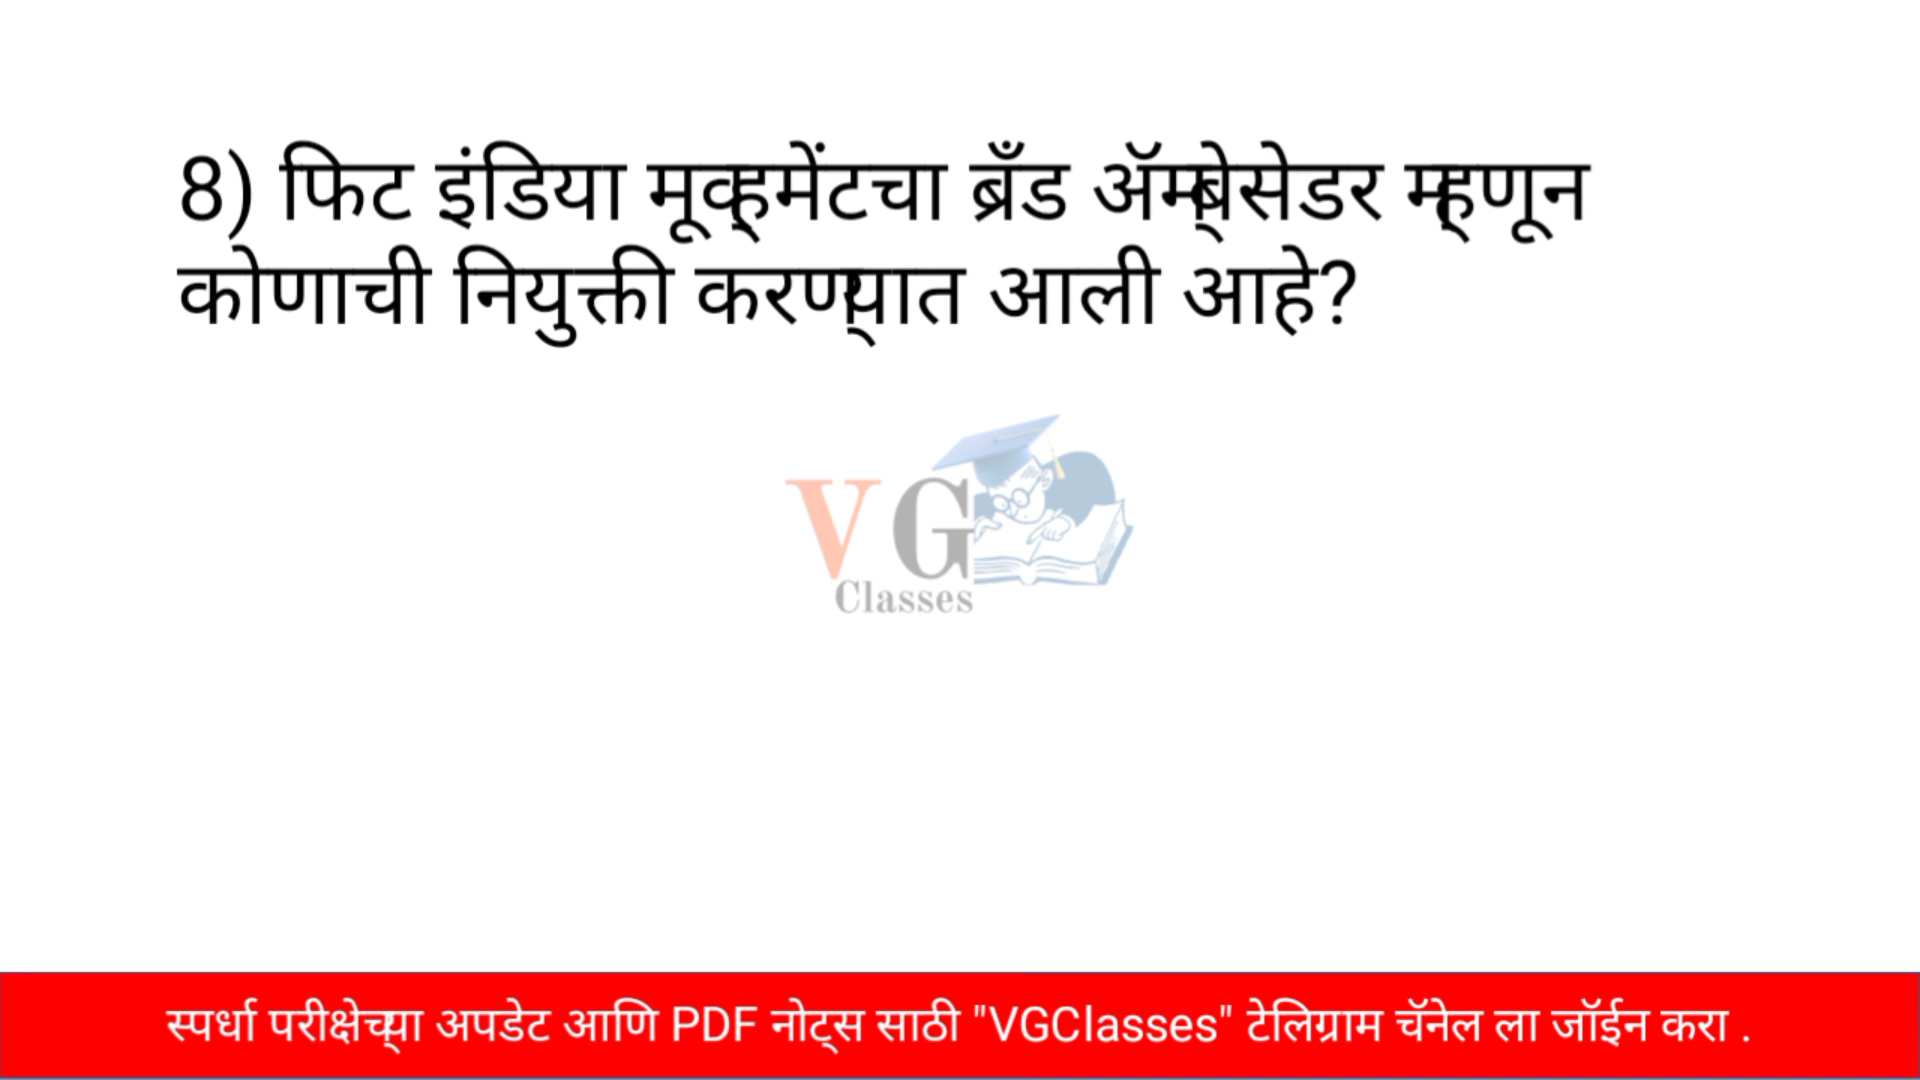 8) फिट इंडिया मूव्हमेंटचा ब्रँड ॲम्बेसेडर म्हणून
कोणाची नियुक्ती करण्यात आली आहे?
VG
Classes
स्पर्धा परीक्षेच्या अपडेट आणि PDF नोट्स साठी "VGClasses" टेलिग्राम चॅनेल ला जॉईन करा .